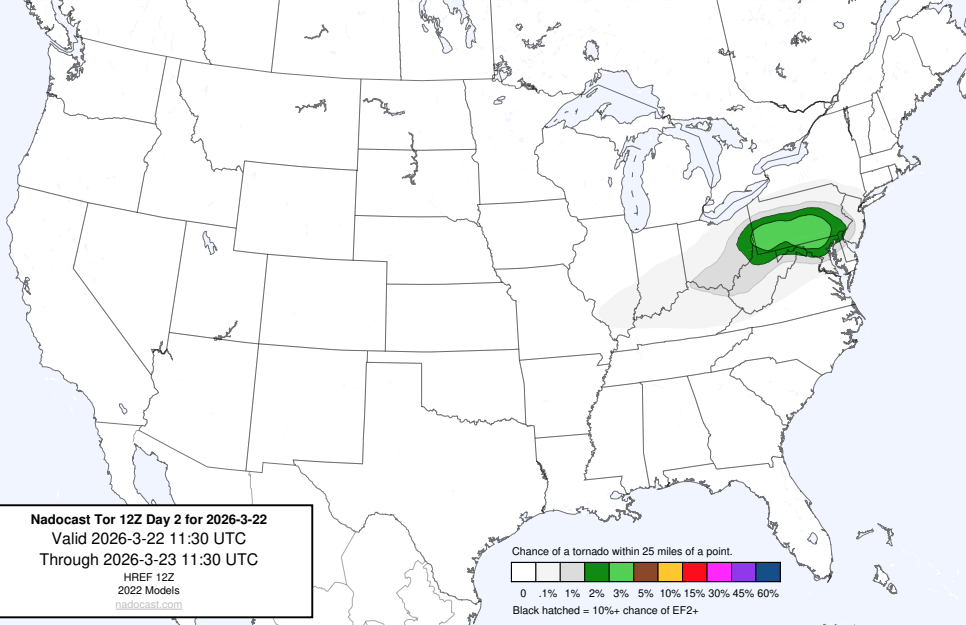 Nadocast Tor 12Z Day 2 for 2026-3-22
Valid 2026-3-22 11:30 UTC
Through 2026-3-23 11:30 UTC
HREF 12Z
2022 Models
nadocast.com
Chance of a tornado within 25 miles of a point.
0 .1% 1% 2% 3% 5% 10% 15% 30% 45% 60%
Black hatched = 10%+ chance of EF2+